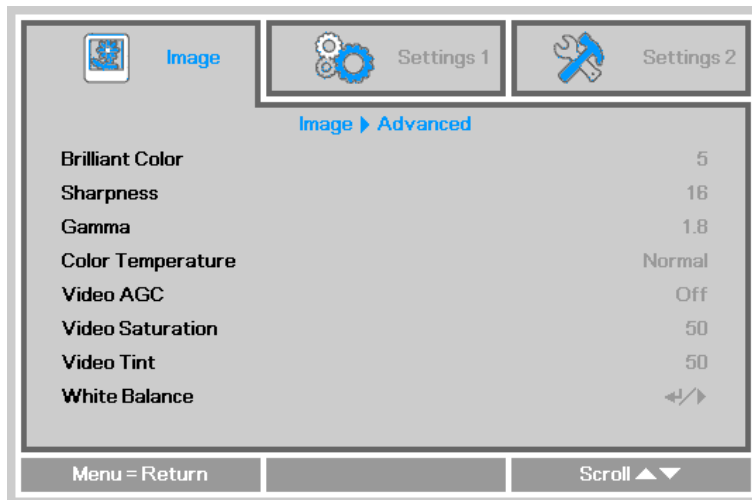 Image Settings 1 Settings 2
Image ▶ Advanced
Brilliant Color 5
Sharpness 16
Gamma 1.8
Color Temperature Normal
Video AGC Off
Video Saturation 50
Video Tint 50
White Balance ↵/▶
Menu = Return Scroll ▲▼